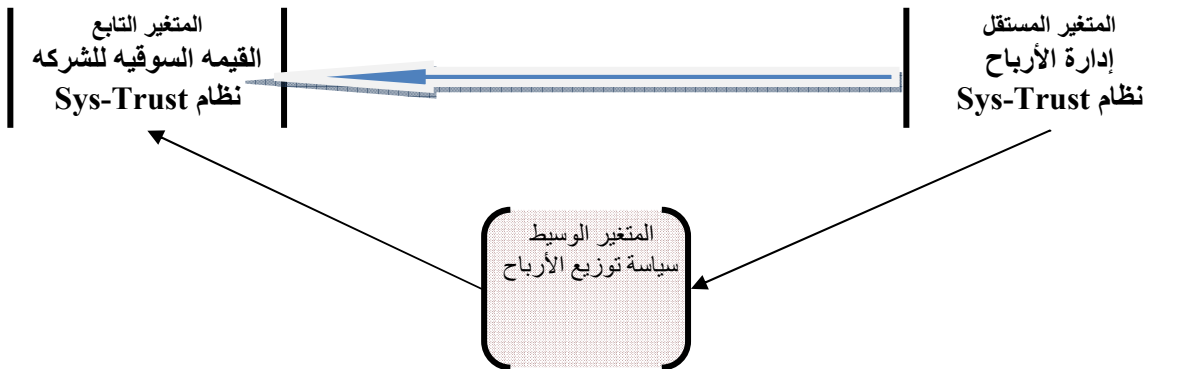 المتغير المستقل
إدارة الأرباح
نظام Sys-Trust
المتغير التابع
القيمه السوقيه للشركه
نظام Sys-Trust
المتغير الوسيط
سياسة توزيع الأرباح